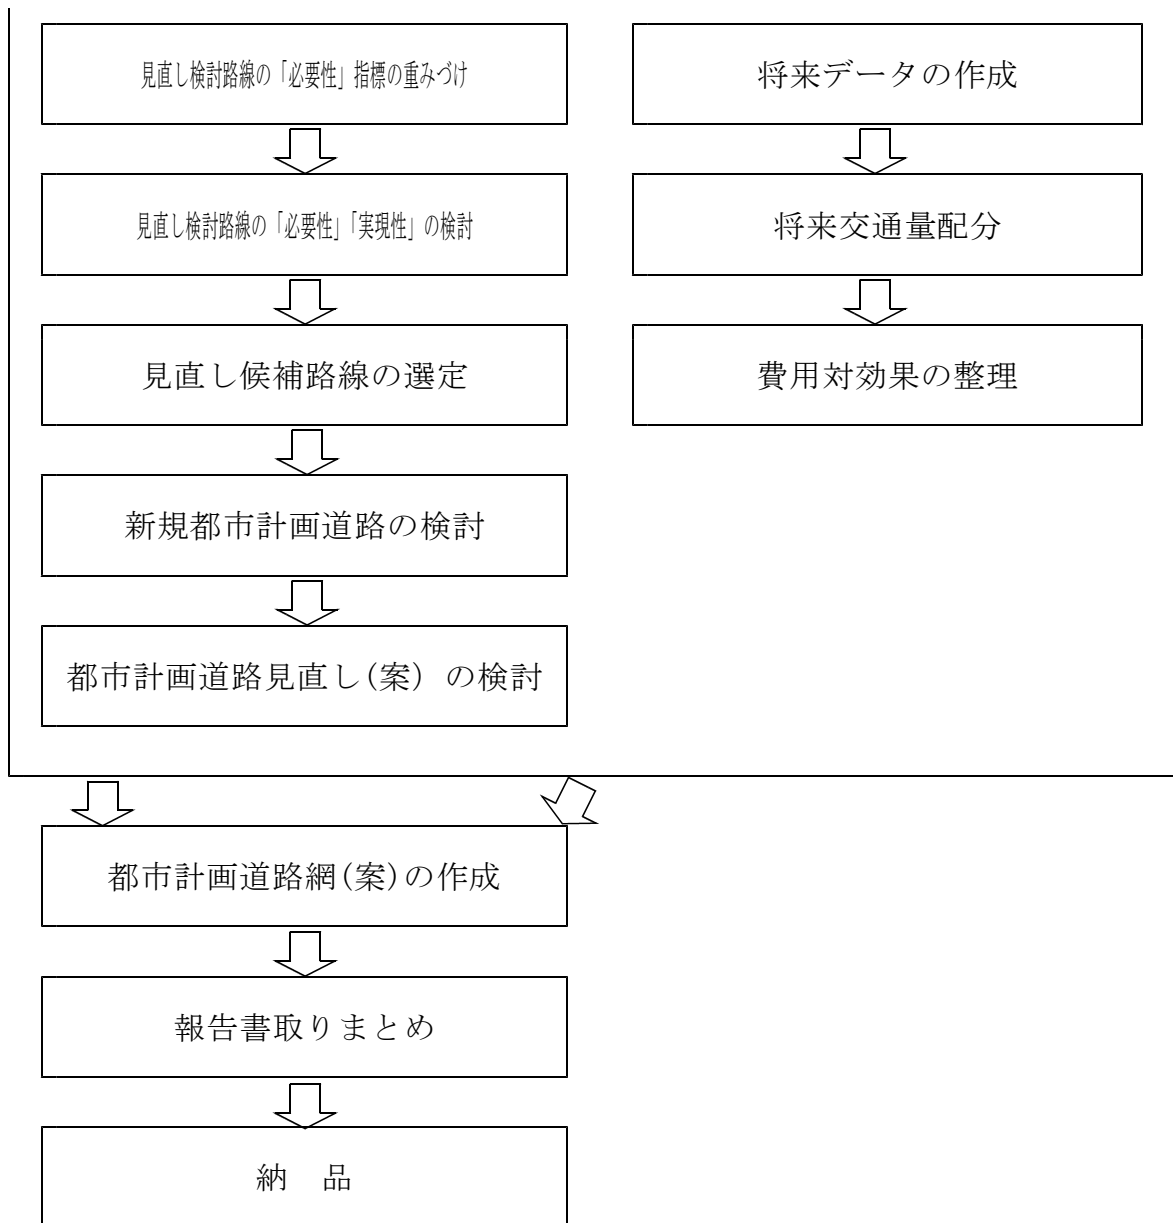 見直し検討路線の「必要性」指標の重みづけ
見直し検討路線の「必要性」「実現性」の検討
見直し候補路線の選定
新規都市計画道路の検討
都市計画道路見直し(案) の検討
将来データの作成
将来交通量配分
費用対効果の整理
都市計画道路網(案)の作成
報告書取りまとめ
納　品